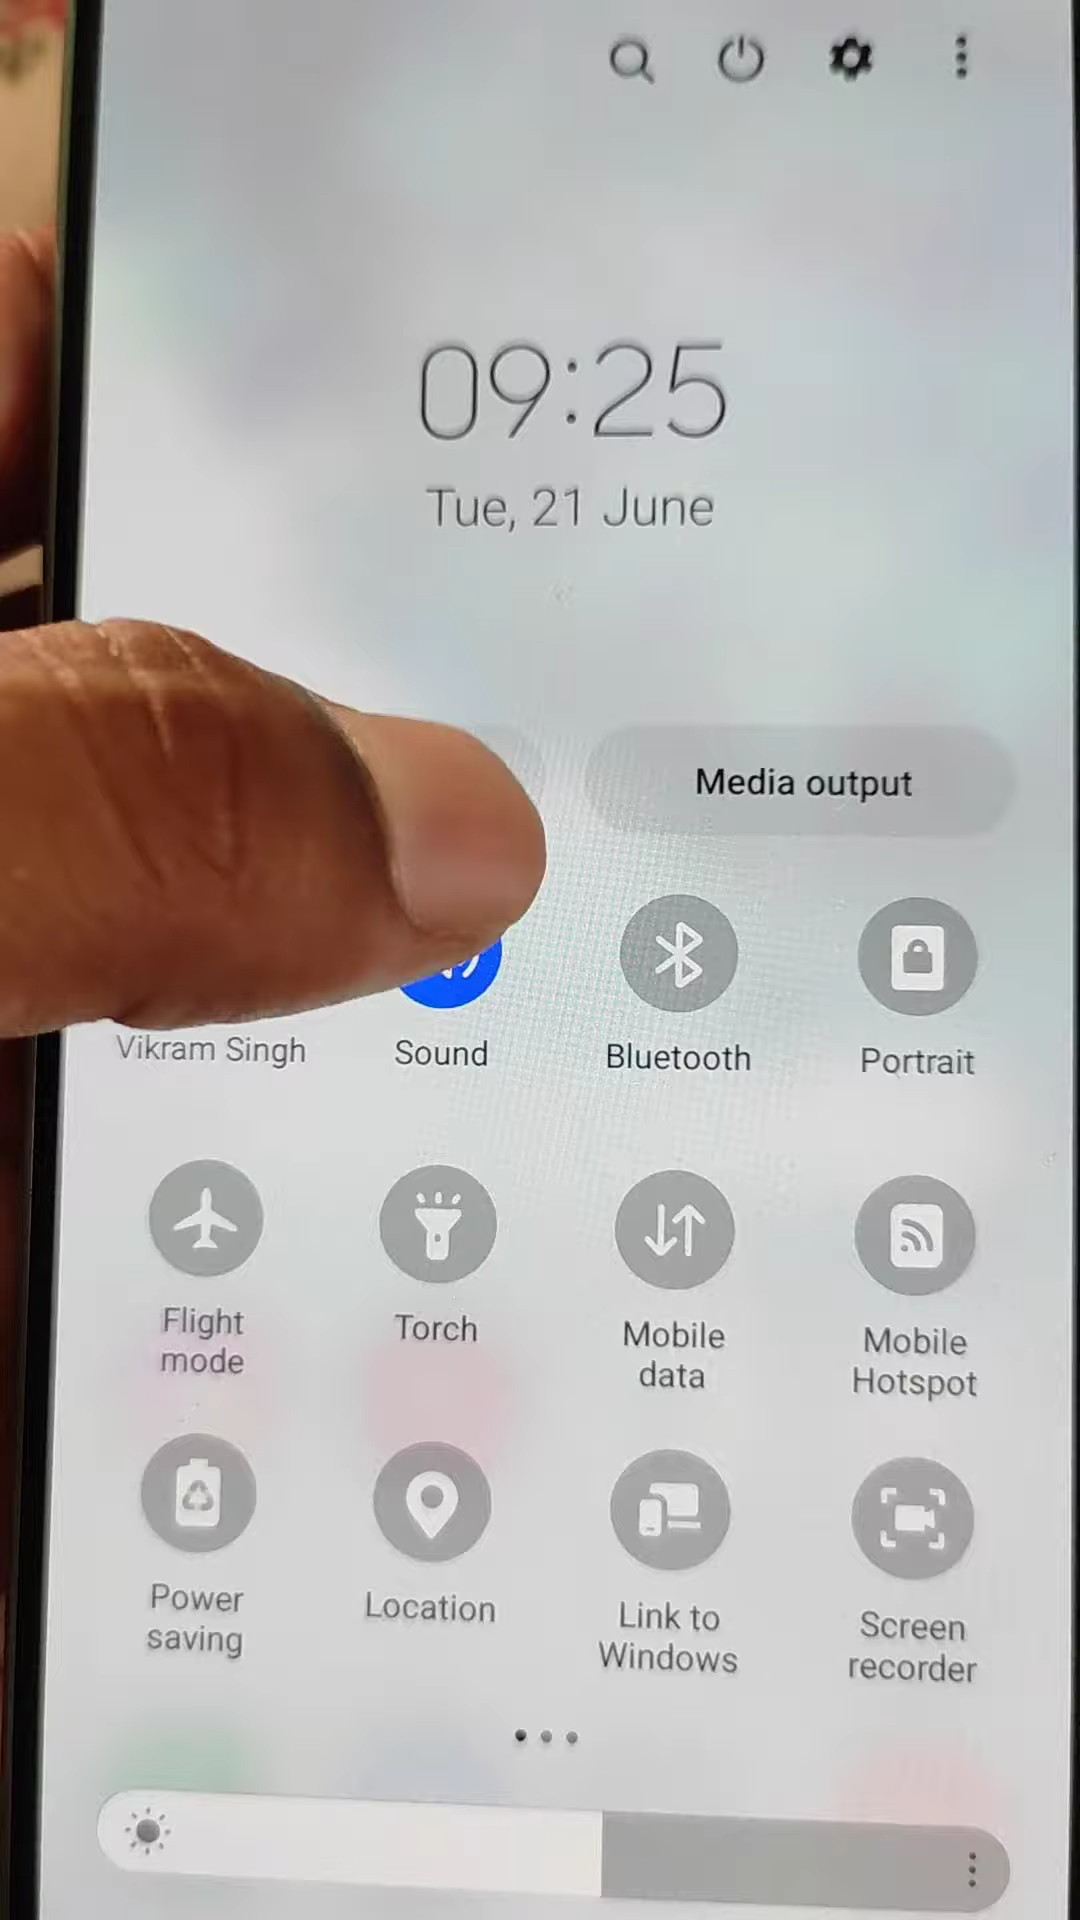 09:25
Tue, 21 June
Media output
Vikram Singh
Sound
Bluetooth
Portrait
Flight
mode
Torch
Mobile
data
Mobile
Hotspot
Power
saving
Location
Link to
Windows
Screen
recorder